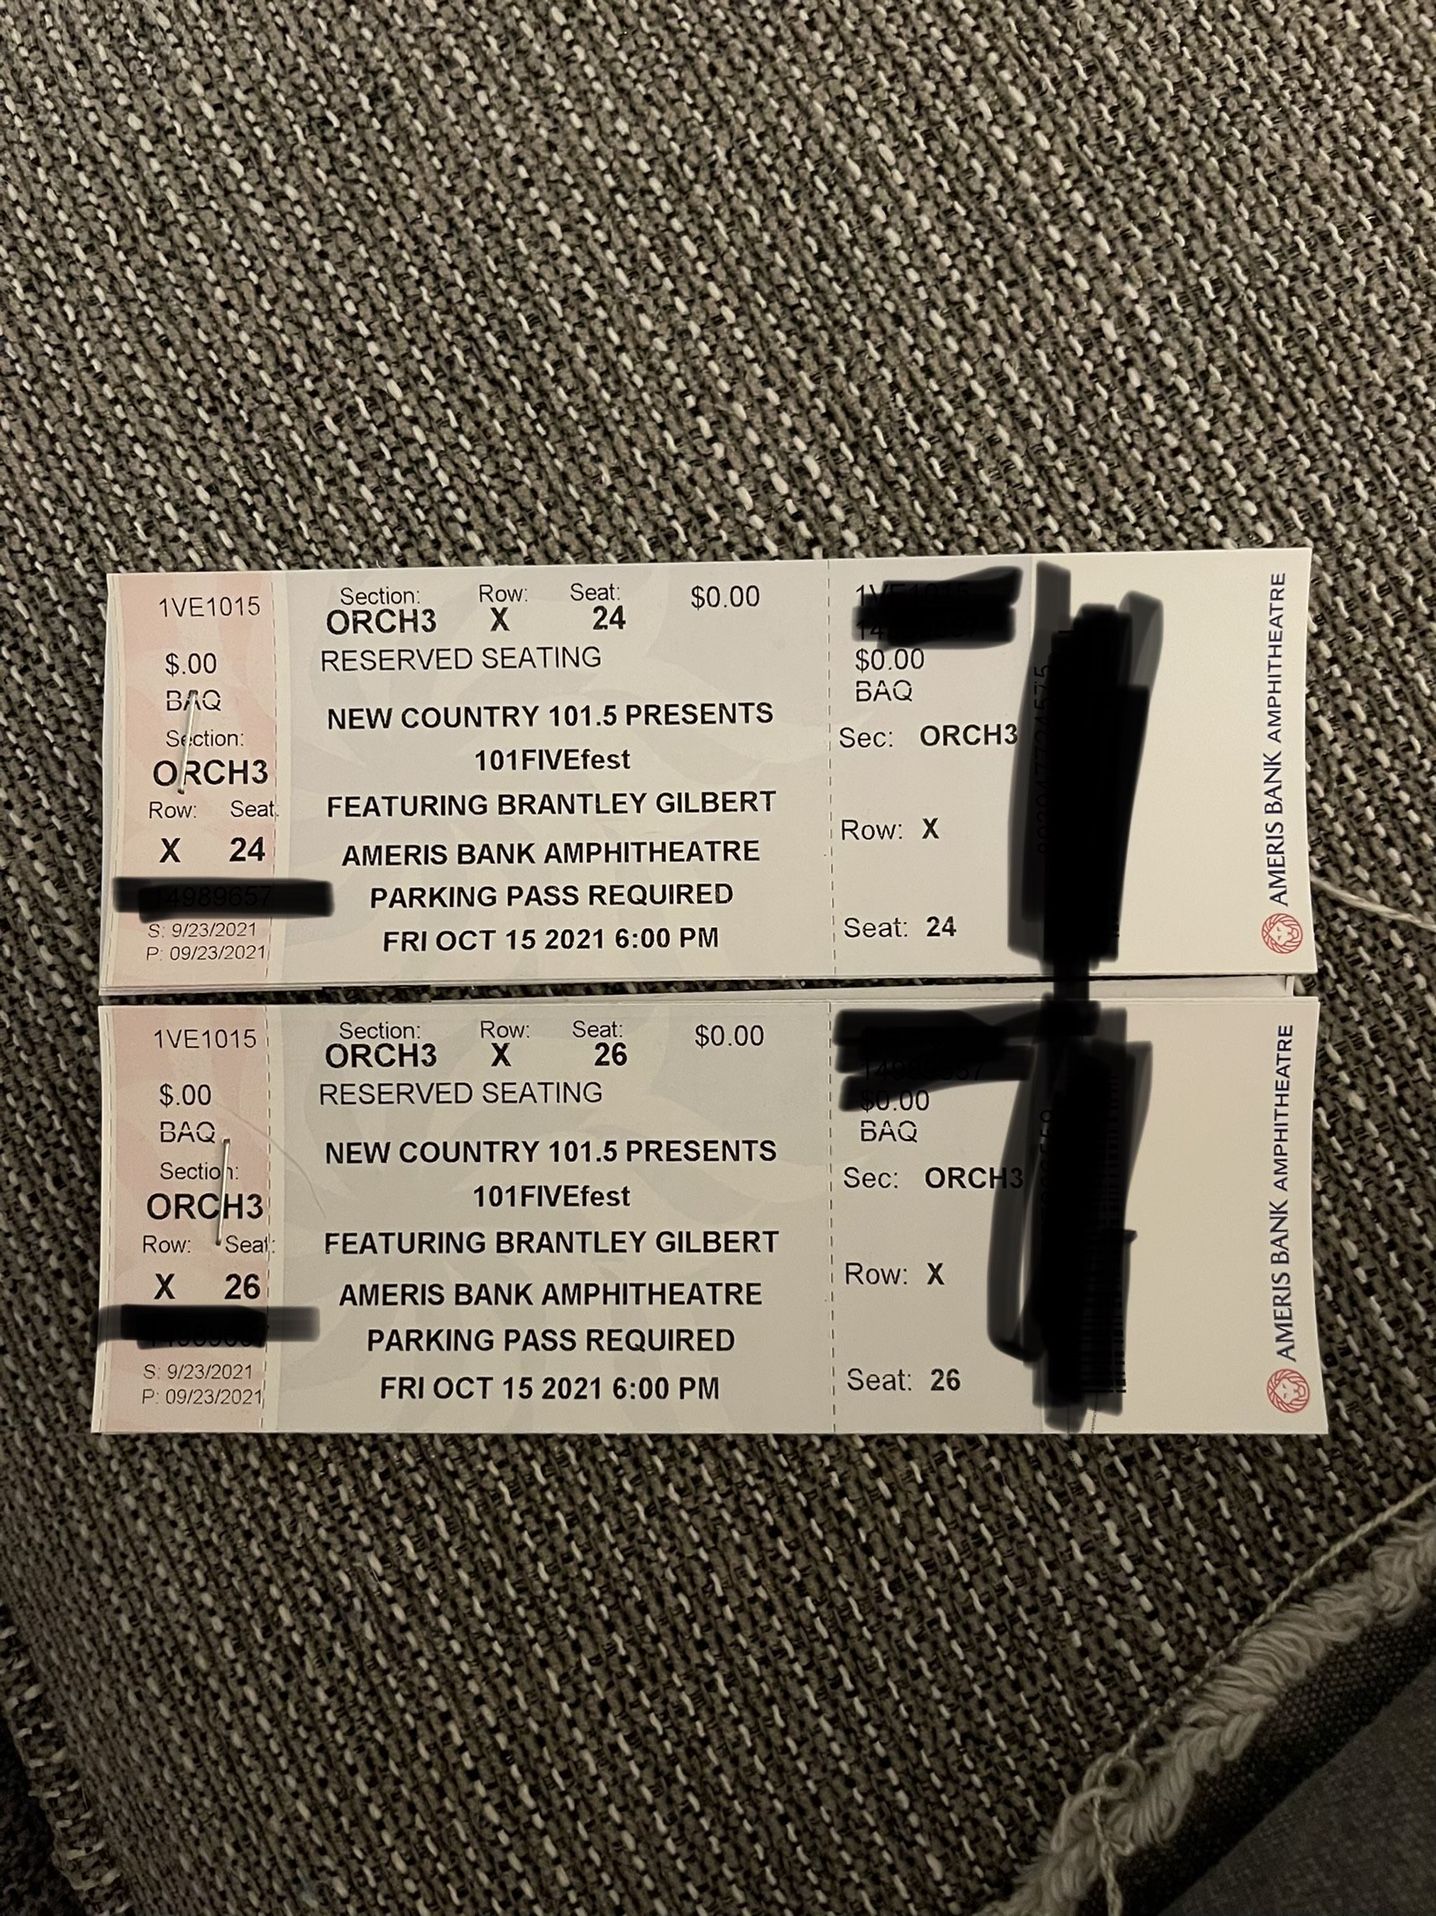 1VE1015
$.00
BAQ
Section:
ORCH3
Row: Seat:
X 24
14989657
S: 9/23/2021
P: 09/23/2021
Section: Row: Seat: $0.00
ORCH3 X 24
RESERVED SEATING
NEW COUNTRY 101.5 PRESENTS
101FIVEfest
FEATURING BRANTLEY GILBERT
AMERIS BANK AMPHITHEATRE
PARKING PASS REQUIRED
FRI OCT 15 2021 6:00 PM
1VE1015
$0.00
BAQ
Sec: ORCH3
Row: X
Seat: 24
AMERIS BANK AMPHITHEATRE
1VE1015
$.00
BAQ
Section:
ORCH3
Row: Seat:
X 26
S: 9/23/2021
P: 09/23/2021
Section: Row: Seat: $0.00
ORCH3 X 26
RESERVED SEATING
NEW COUNTRY 101.5 PRESENTS
101FIVEfest
FEATURING BRANTLEY GILBERT
AMERIS BANK AMPHITHEATRE
PARKING PASS REQUIRED
FRI OCT 15 2021 6:00 PM
$0.00
BAQ
Sec: ORCH3
Row: X
Seat: 26
AMERIS BANK AMPHITHEATRE